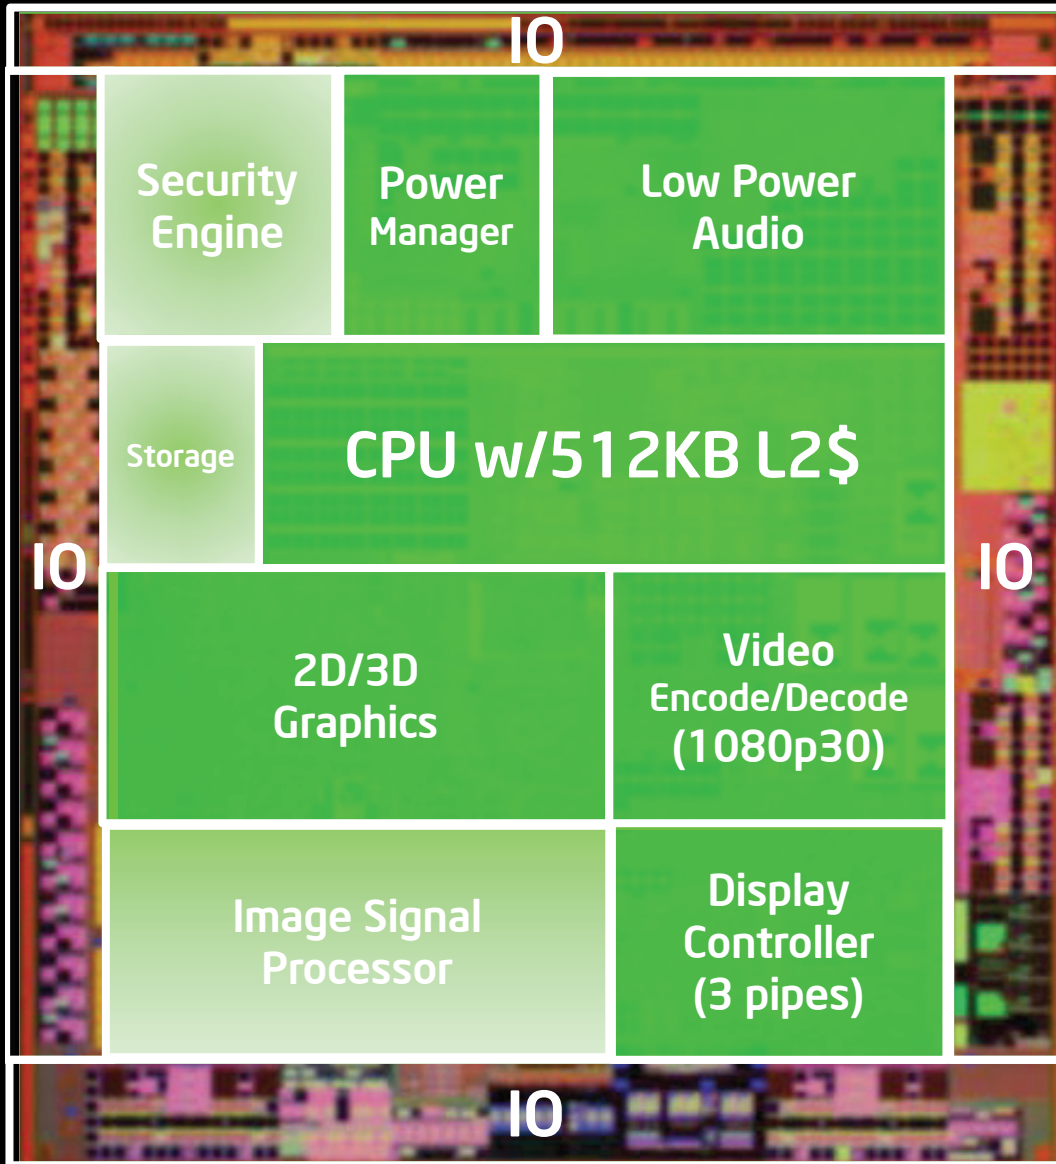 IO
Security
Engine
Power
Manager
Low Power
Audio
Storage
CPU w/512KB L2$
IO
IO
2D/3D
Graphics
Video
Encode/Decode
(1080p30)
Image Signal
Processor
Display
Controller
(3 pipes)
IO